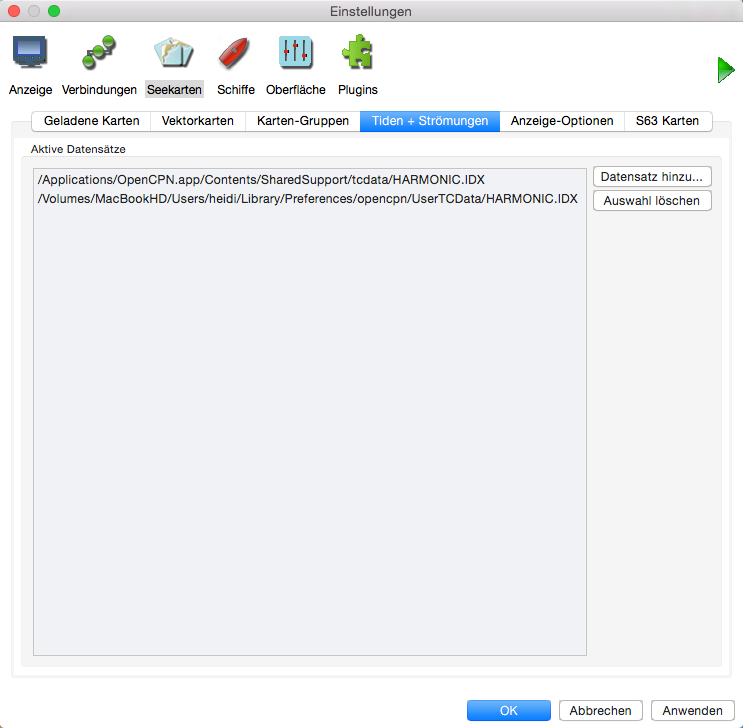 Einstellungen
Anzeige Verbindungen Seekarten Schiffe Oberfläche Plugins
Geladene Karten Vektorkarten Karten-Gruppen Tiden + Strömungen Anzeige-Optionen S63 Karten
Aktive Datensätze
/Applications/OpenCPN.app/Contents/SharedSupport/tcdata/HARMONIC.IDX
/Volumes/MacBookHD/Users/heidi/Library/Preferences/opencpn/UserTCData/HARMONIC.IDX
Datensatz hinzu...
Auswahl löschen
OK Abbrechen Anwenden